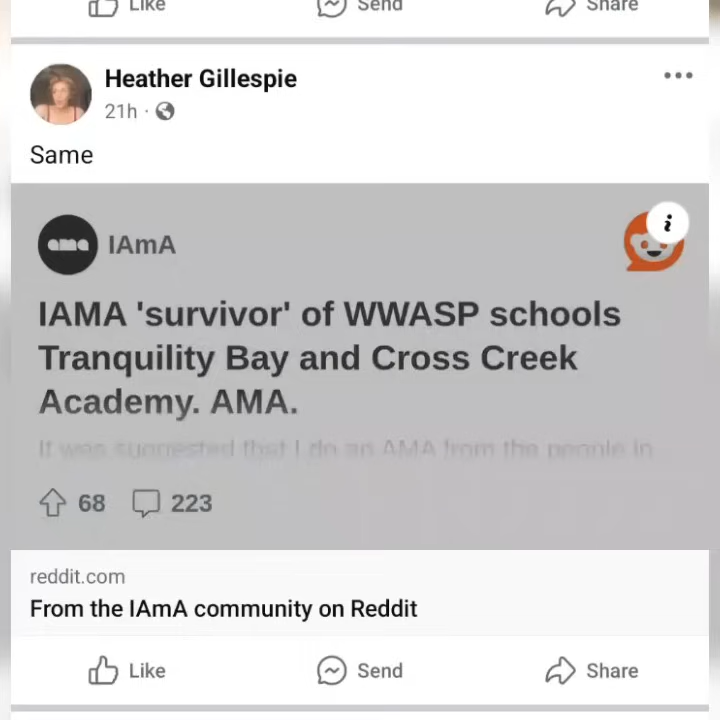 Like Send Share
Heather Gillespie
21h ·
Same
ama IAmA
i
IAMA 'survivor' of WWASP schools
Tranquility Bay and Cross Creek
Academy. AMA.
It was suggested that I do an AMA from the people in
68 223
reddit.com
From the IAmA community on Reddit
Like Send Share